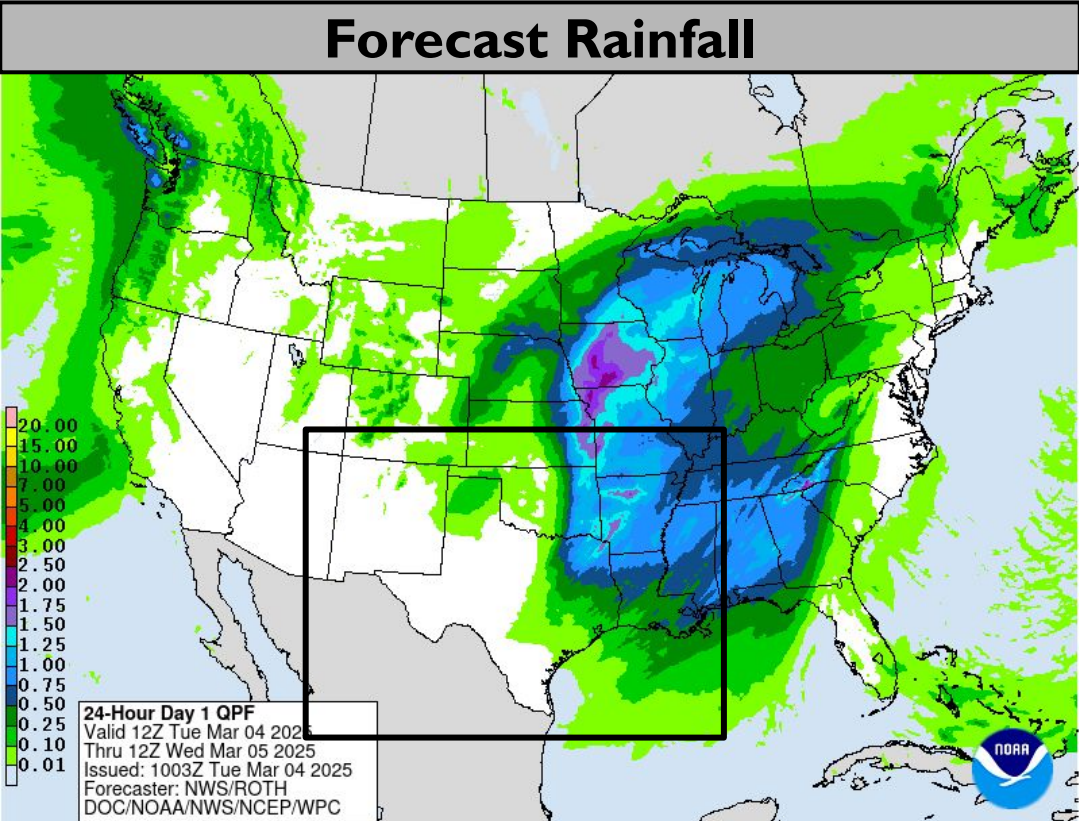 Forecast Rainfall
20.00
15.00
10.00
7.00
5.00
4.00
3.00
2.50
2.00
1.75
1.50
1.25
1.00
0.75
0.50
0.25
0.10
0.01
24-Hour Day 1 QPF
Valid 12Z Tue Mar 04 2025
Thru 12Z Wed Mar 05 2025
Issued: 1003Z Tue Mar 04 2025
Forecaster: NWS/ROTH
DOC/NOAA/NWS/NCEP/WPC
NOAA